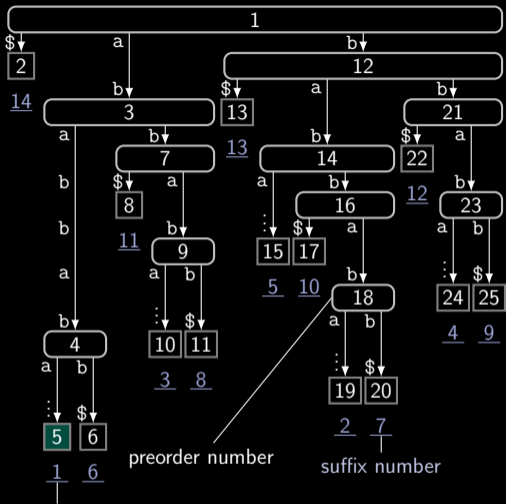 1
$ a b
2 12
14 b $ a b
3 13 21
a b 13 b $ a
7 14 22
b $ a a b 12 b
8 16 23
b 11 b ⋮ $ a ⋮ a b $
9 15 17 24 25
a a b 5 10 b 4 9
18
b ⋮ $ a b
4 10 11
a b 3 8 ⋮ $
19 20
⋮ $ 2 7
5 6
preorder number
1 6 suffix number